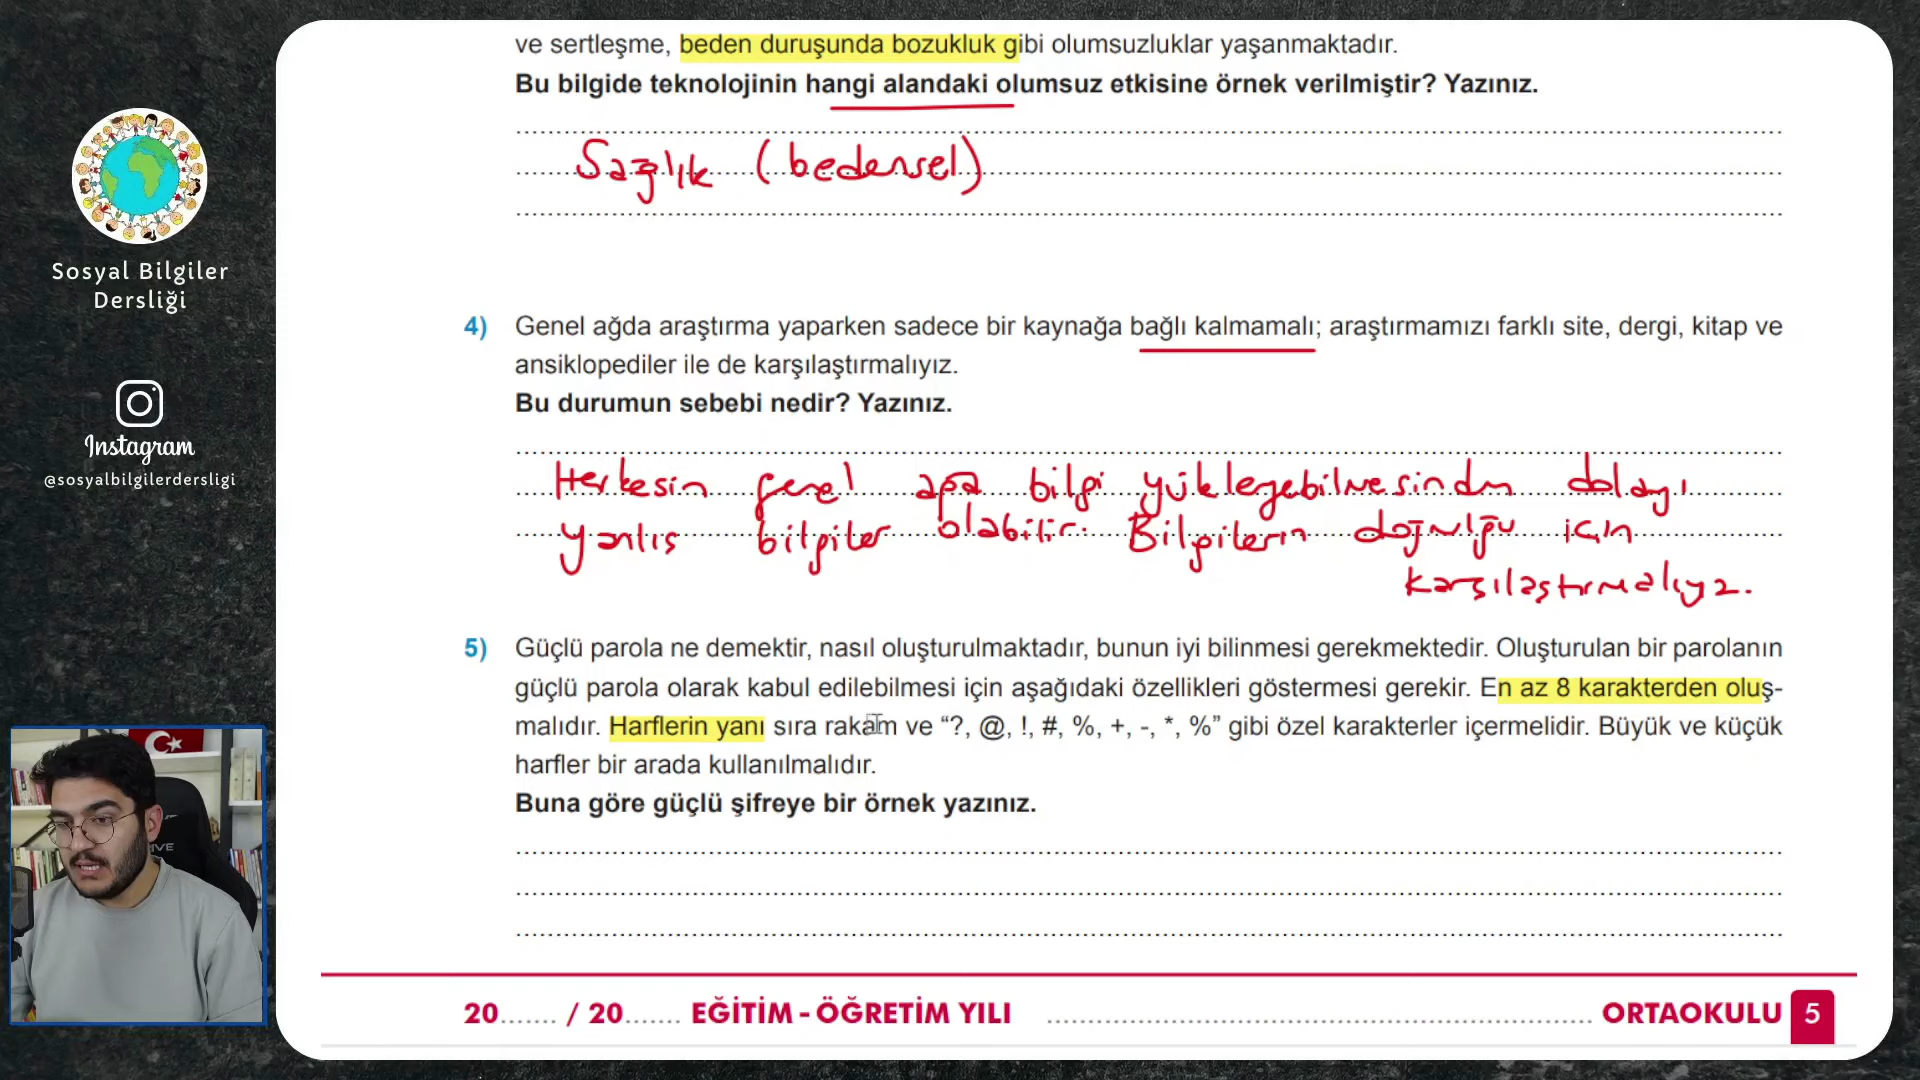 ve sertleşme, beden duruşunda bozukluk gibi olumsuzluklar yaşanmaktadır.
Bu bilgide teknolojinin hangi alandaki olumsuz etkisine örnek verilmiştir? Yazınız.
Sağlık (bedensel)
Sosyal Bilgiler
Dersliği
Instagram
@sosyalbilgilerdersligi
4) Genel ağda araştırma yaparken sadece bir kaynağa bağlı kalmamalı; araştırmamızı farklı site, dergi, kitap ve
ansiklopediler ile de karşılaştırmalıyız.
Bu durumun sebebi nedir? Yazınız.
Herkesin genel ağa bilgi yükleyebilmesinden dolayı
yanlış bilgiler olabilir. Bilgilerin doğruluğu için
karşılaştırmalıyız.
5) Güçlü parola ne demektir, nasıl oluşturulmaktadır, bunun iyi bilinmesi gerekmektedir. Oluşturulan bir parolanın
güçlü parola olarak kabul edilebilmesi için aşağıdaki özellikleri göstermesi gerekir. En az 8 karakterden oluş-
malıdır. Harflerin yanı sıra rakam ve “?, @, !, #, %, +, -, *, %” gibi özel karakterler içermelidir. Büyük ve küçük
harfler bir arada kullanılmalıdır.
Buna göre güçlü şifreye bir örnek yazınız.
20....... / 20....... EĞİTİM - ÖĞRETİM YILI ........ ORTAOKULU 5